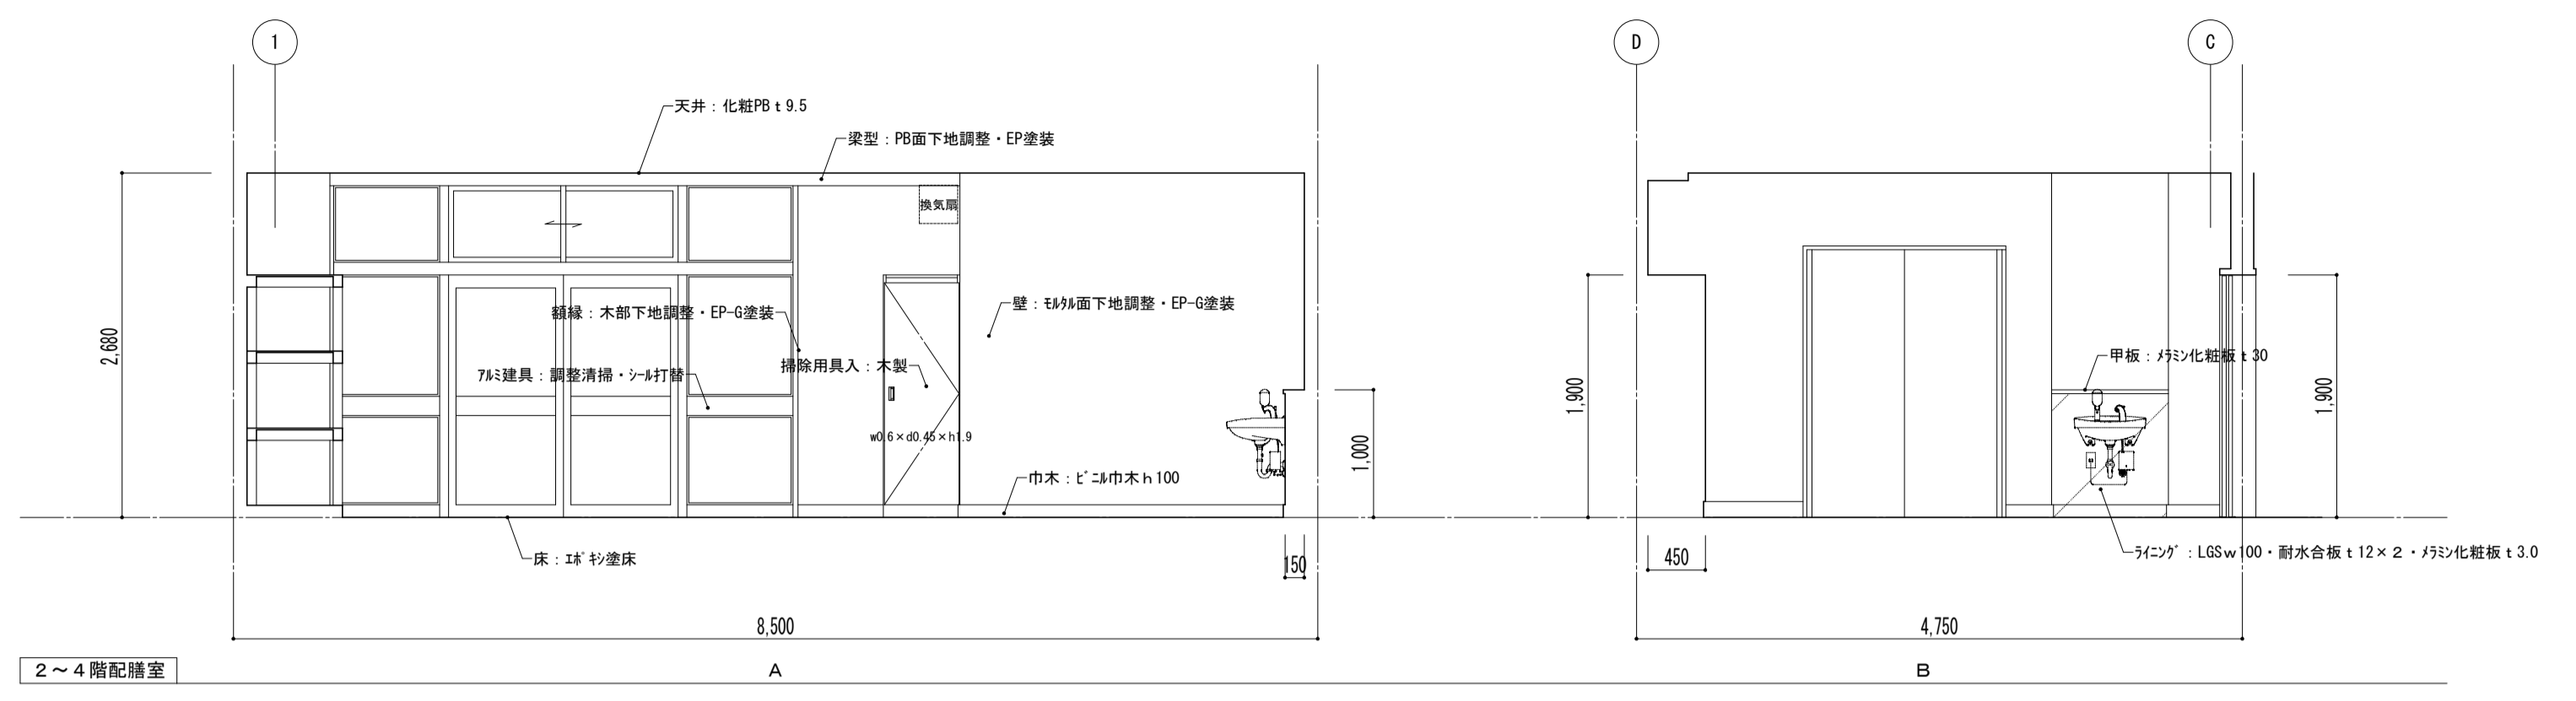 1
D
C
天井：化粧PBｔ9.5
梁型：PB面下地調整・EP塗装
換気扇
額縁：木部下地調整・EP-G塗装
壁：ﾓﾙﾀﾙ面下地調整・EP-G塗装
掃除用具入：木製
ｱﾙﾐ建具：調整清掃・ｼｰﾙ打替
甲板：ﾒﾗﾐﾝ化粧板ｔ30
2,680
1,900
1,900
1,000
w0.6×d0.45×h1.9
巾木：ﾋﾞﾆﾙ巾木ｈ100
床：ｴﾎﾟｷｼ塗床
ﾗｲﾆﾝｸﾞ：LGSｗ100・耐水合板ｔ12×２・ﾒﾗﾐﾝ化粧板ｔ3.0
150
450
8,500
4,750
２～４階配膳室
A
B